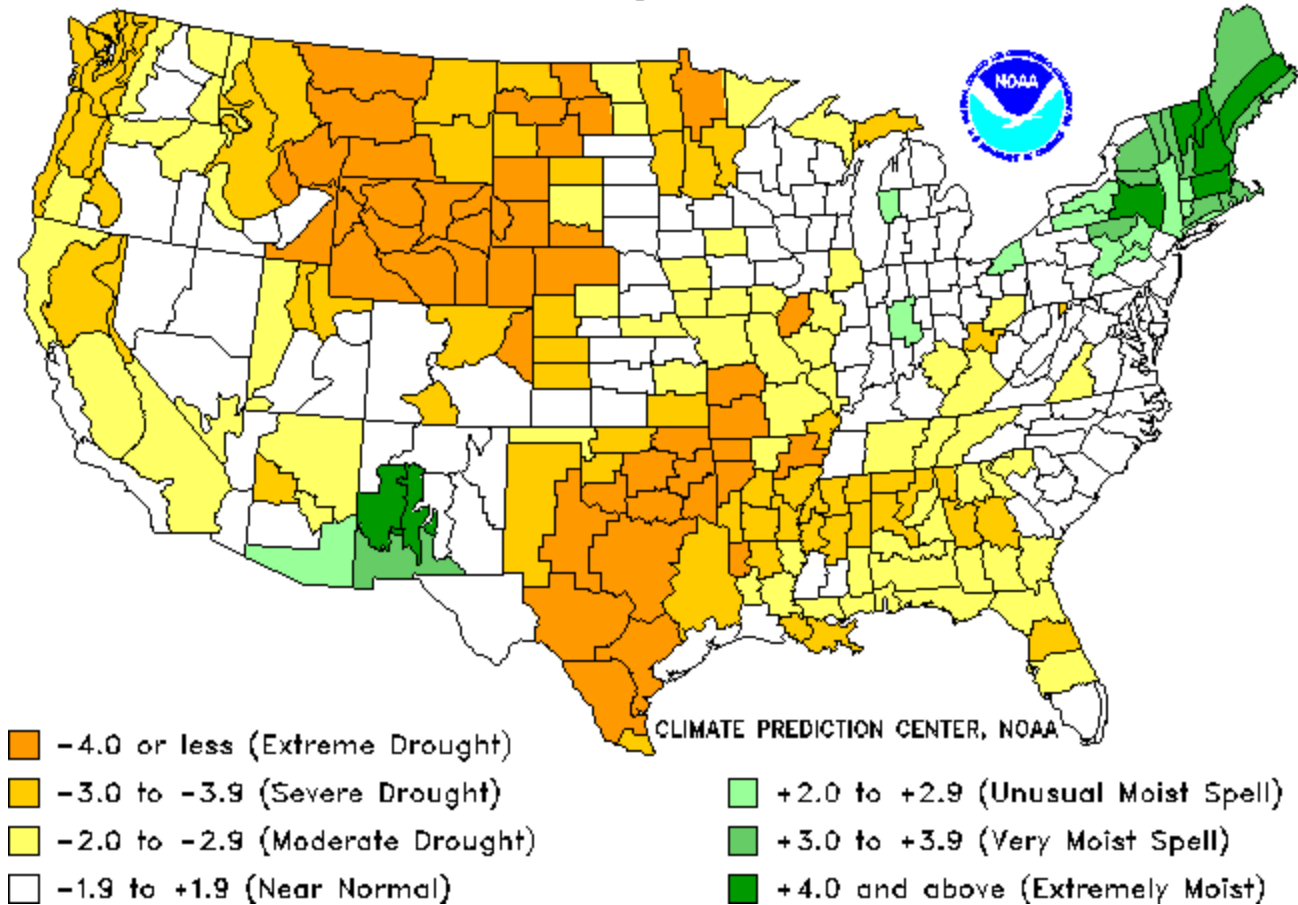 NOAA
CLIMATE PREDICTION CENTER, NOAA
-4.0 or less (Extreme Drought)
-3.0 to -3.9 (Severe Drought)
-2.0 to -2.9 (Moderate Drought)
-1.9 to +1.9 (Near Normal)
+2.0 to +2.9 (Unusual Moist Spell)
+3.0 to +3.9 (Very Moist Spell)
+4.0 and above (Extremely Moist)